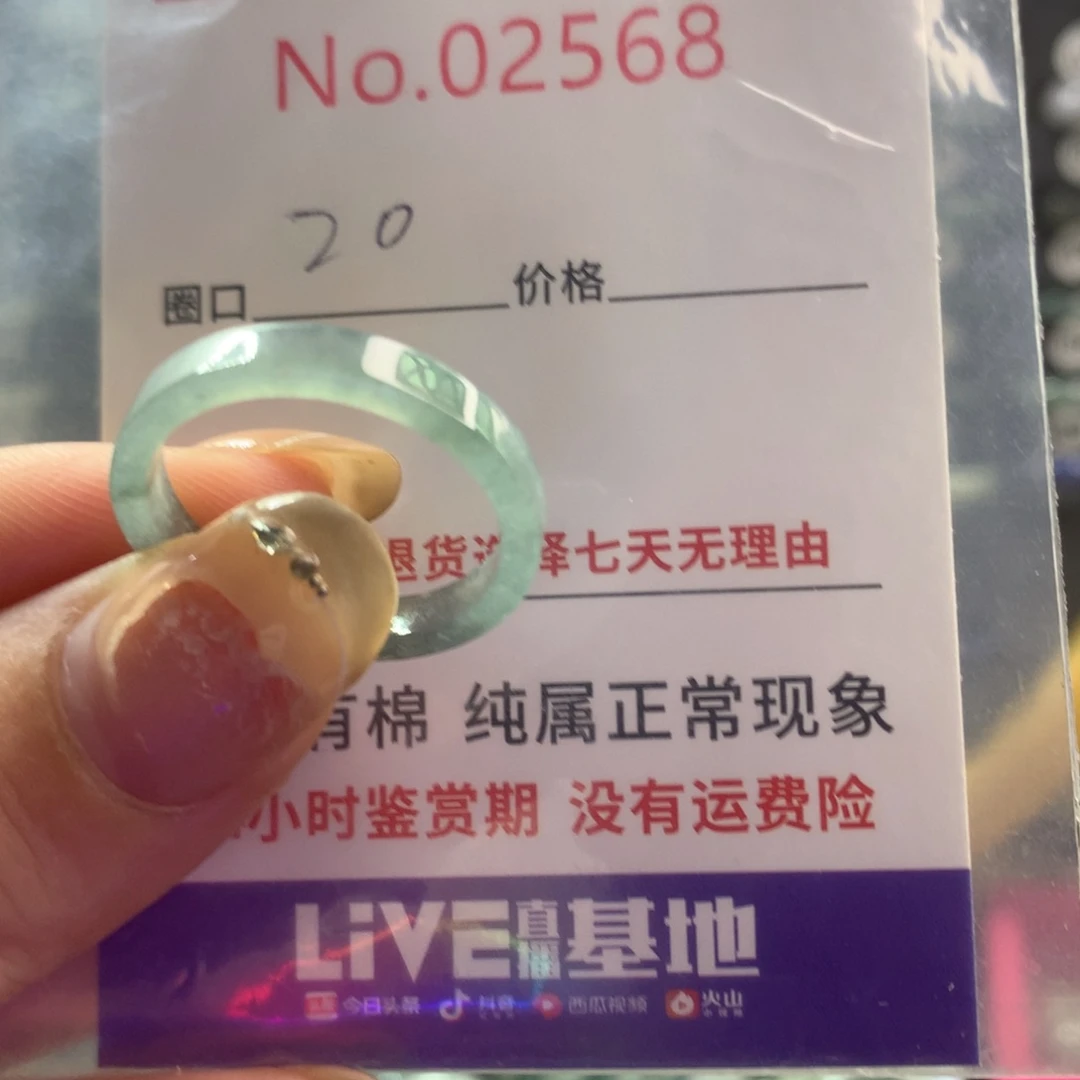 No.02568
20
圈口 价格
退货 择七天无理由
有棉 纯属正常现象
小时鉴赏期 没有运费险
LiVE直播基地
今日头条 抖音 西瓜视频 火山